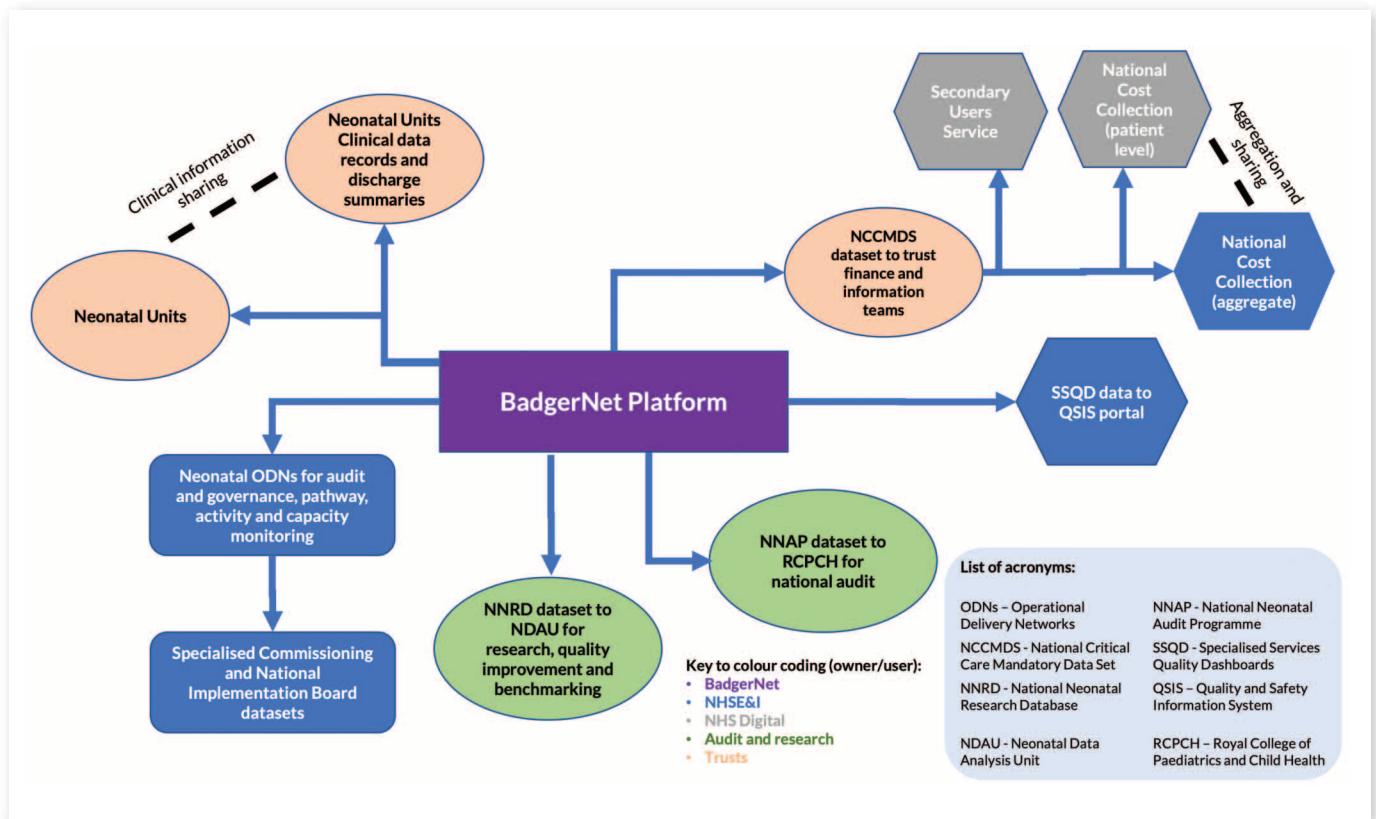 Clinical information
sharing
Neonatal Units
Clinical data
records and
discharge
summaries
Neonatal Units
Secondary
Users
Service
National
Cost
Collection
(patient
level)
Aggregation and
sharing
NCCMDS
dataset to trust
finance and
information
teams
National
Cost
Collection
(aggregate)
BadgerNet Platform
SSQD data to
QSIS portal
Neonatal ODNs for audit
and governance, pathway,
activity and capacity
monitoring
Specialised Commissioning
and National
Implementation Board
datasets
NNRD dataset to
NDAU for
research, quality
improvement and
benchmarking
NNAP dataset to
RCPCH for
national audit
Key to colour coding (owner/user):
• BadgerNet
• NHSE&I
• NHS Digital
• Audit and research
• Trusts
List of acronyms:
ODNs – Operational
Delivery Networks
NCCMDS - National Critical
Care Mandatory Data Set
NNRD - National Neonatal
Research Database
NDAU - Neonatal Data
Analysis Unit
NNAP - National Neonatal
Audit Programme
SSQD - Specialised Services
Quality Dashboards
QSIS – Quality and Safety
Information System
RCPCH – Royal College of
Paediatrics and Child Health